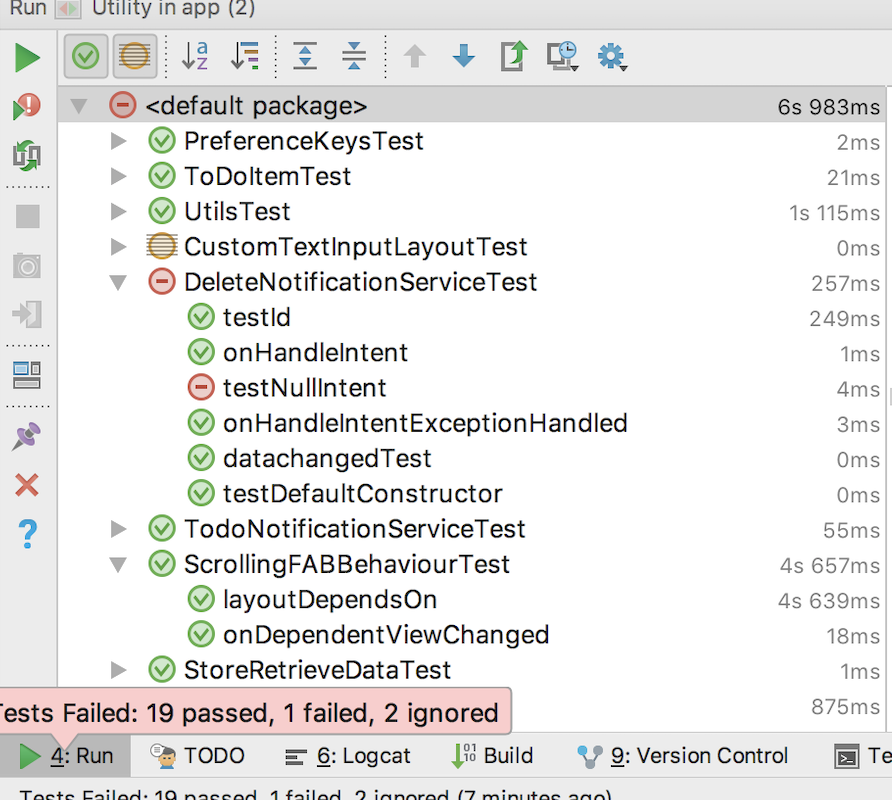 Run Utility in app (2)
<default package> 6s 983ms
PreferenceKeysTest 2ms
ToDoItemTest 21ms
UtilsTest 1s 115ms
CustomTextInputLayoutTest 0ms
DeleteNotificationServiceTest 257ms
testId 249ms
onHandleIntent 1ms
testNullIntent 4ms
onHandleIntentExceptionHandled 3ms
datachangedTest 0ms
testDefaultConstructor 0ms
TodoNotificationServiceTest 55ms
ScrollingFABBehaviourTest 4s 657ms
layoutDependsOn 4s 639ms
onDependentViewChanged 18ms
StoreRetrieveDataTest 1ms
875ms
Tests Failed: 19 passed, 1 failed, 2 ignored
4: Run TODO 6: Logcat Build 9: Version Control Te
Tests Failed: 19 passed, 1 failed, 2 ignored (7 minutes ago)